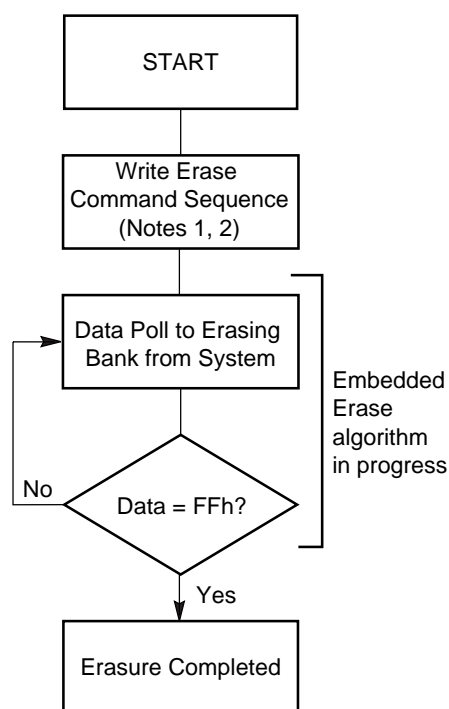 START
Write Erase
Command Sequence
(Notes 1, 2)
Data Poll to Erasing
Bank from System
Embedded
Erase
algorithm
in progress
No
Data = FFh?
Yes
Erasure Completed